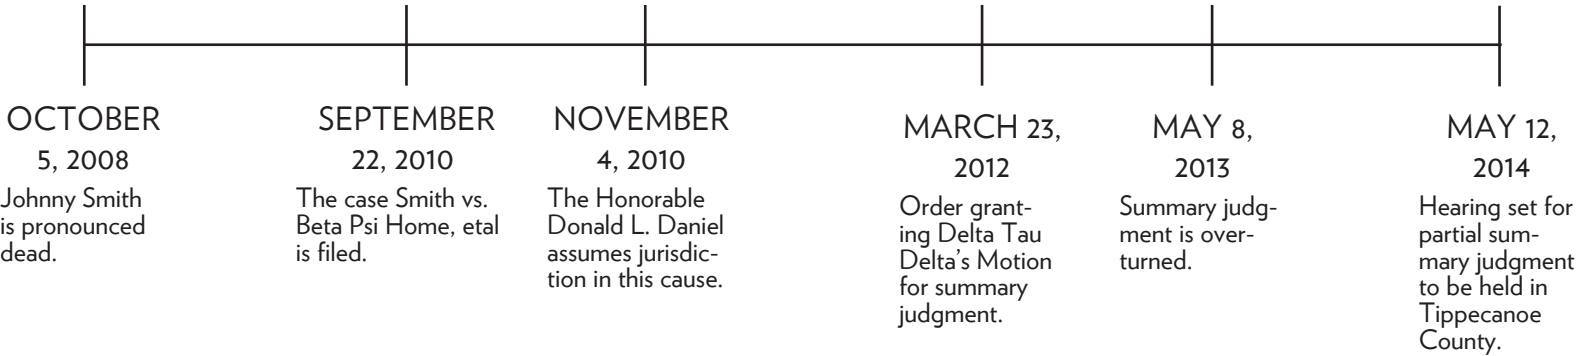 OCTOBER
5, 2008
Johnny Smith
is pronounced
dead.
SEPTEMBER
22, 2010
The case Smith vs.
Beta Psi Home, etal
is filed.
NOVEMBER
4, 2010
The Honorable
Donald L. Daniel
assumes jurisdic-
tion in this cause.
MARCH 23,
2012
Order grant-
ing Delta Tau
Delta's Motion
for summary
judgment.
MAY 8,
2013
Summary judg-
ment is over-
turned.
MAY 12,
2014
Hearing set for
partial sum-
mary judgment
to be held in
Tippecanoe
County.